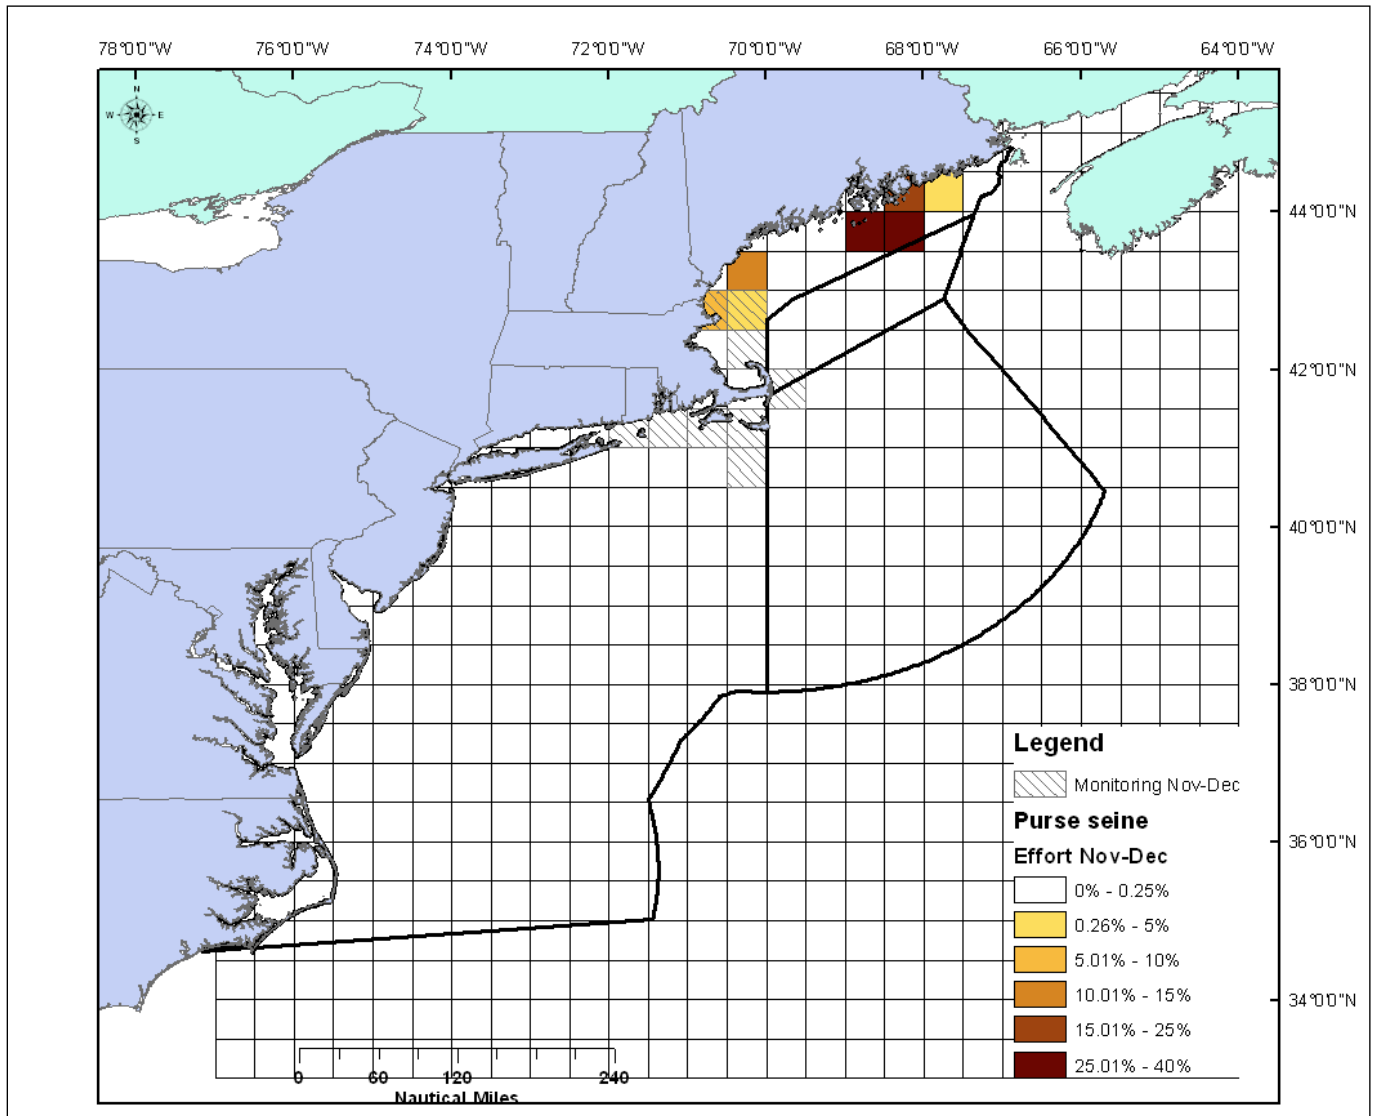 78°0'0"W 76°0'0"W 74°0'0"W 72°0'0"W 70°0'0"W 68°0'0"W 66°0'0"W 64°0'0"W
N
W E
S
44°0'0"N
42°0'0"N
40°0'0"N
38°0'0"N
36°0'0"N
34°0'0"N
Legend
Monitoring Nov-Dec
Purse seine
Effort Nov-Dec
0% - 0.25%
0.26% - 5%
5.01% - 10%
10.01% - 15%
15.01% - 25%
25.01% - 40%
0 60 120 240
Nautical Miles